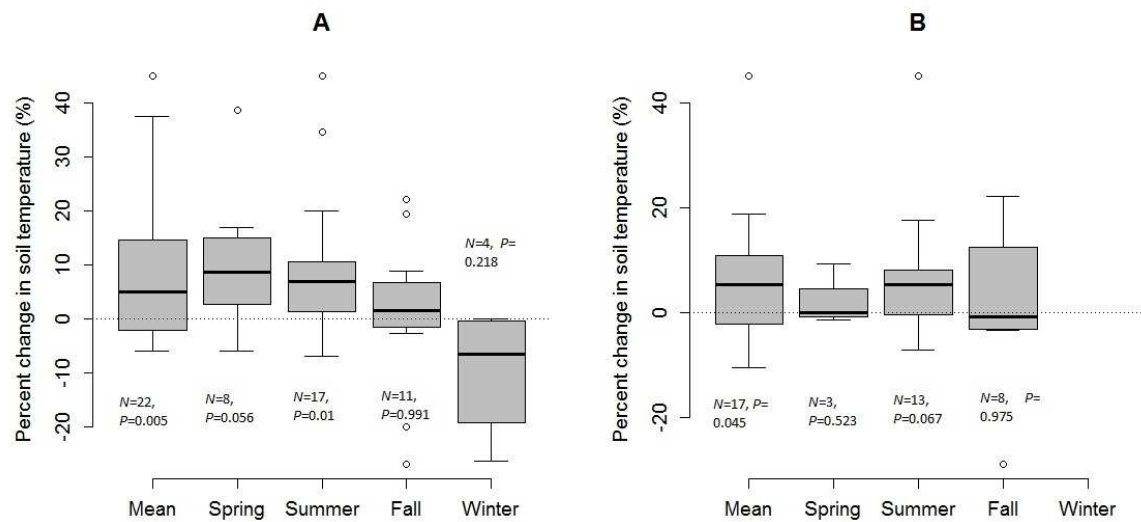 A
Percent change in soil temperature (%)
40
30
20
10
0
-10
-20
N=4, P=
0.218
N=22,
P=0.005
N=8,
P=0.056
N=17,
P=0.01
N=11,
P=0.991
Mean Spring Summer Fall Winter
B
Percent change in soil temperature (%)
40
20
0
-20
N=17, P=
0.045
N=3,
P=0.523
N=13,
P=0.067
N=8, P=
0.975
Mean Spring Summer Fall Winter